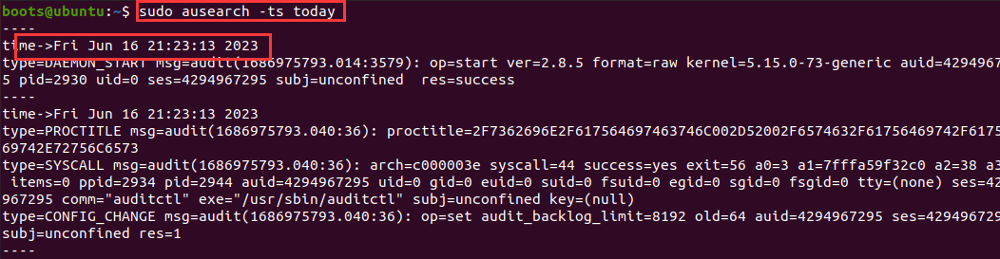 boots@ubuntu:~$ sudo ausearch -ts today
----
time->Fri Jun 16 21:23:13 2023
type=DAEMON_START msg=audit(1686975793.014:3579): op=start ver=2.8.5 format=raw kernel=5.15.0-73-generic auid=4294967
5 pid=2930 uid=0 ses=4294967295 subj=unconfined  res=success
----
time->Fri Jun 16 21:23:13 2023
type=PROCTITLE msg=audit(1686975793.040:36): proctitle=2F7362696E2F617564697463746C002D52002F6574632F61756469742F6175
69742E72756C6573
type=SYSCALL msg=audit(1686975793.040:36): arch=c000003e syscall=44 success=yes exit=56 a0=3 a1=7fffa59f32c0 a2=38 a3
 items=0 ppid=2934 pid=2944 auid=4294967295 uid=0 gid=0 euid=0 suid=0 fsuid=0 egid=0 sgid=0 fsgid=0 tty=(none) ses=42
967295 comm="auditctl" exe="/usr/sbin/auditctl" subj=unconfined key=(null)
type=CONFIG_CHANGE msg=audit(1686975793.040:36): op=set audit_backlog_limit=8192 old=64 auid=4294967295 ses=429496729
subj=unconfined res=1
----